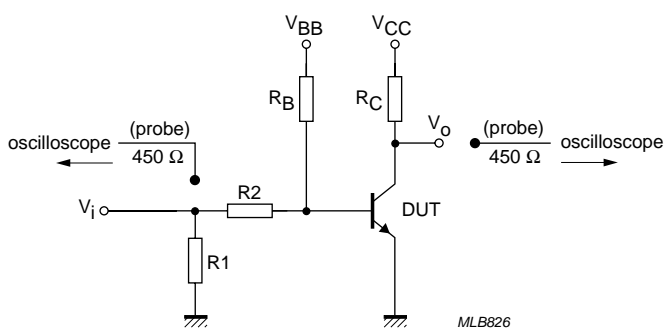 V_BB
V_CC
R_B
R_C
V_o
(probe)
oscilloscope
450 Ω
(probe)
oscilloscope
450 Ω
R2
V_i
DUT
R1
MLB826